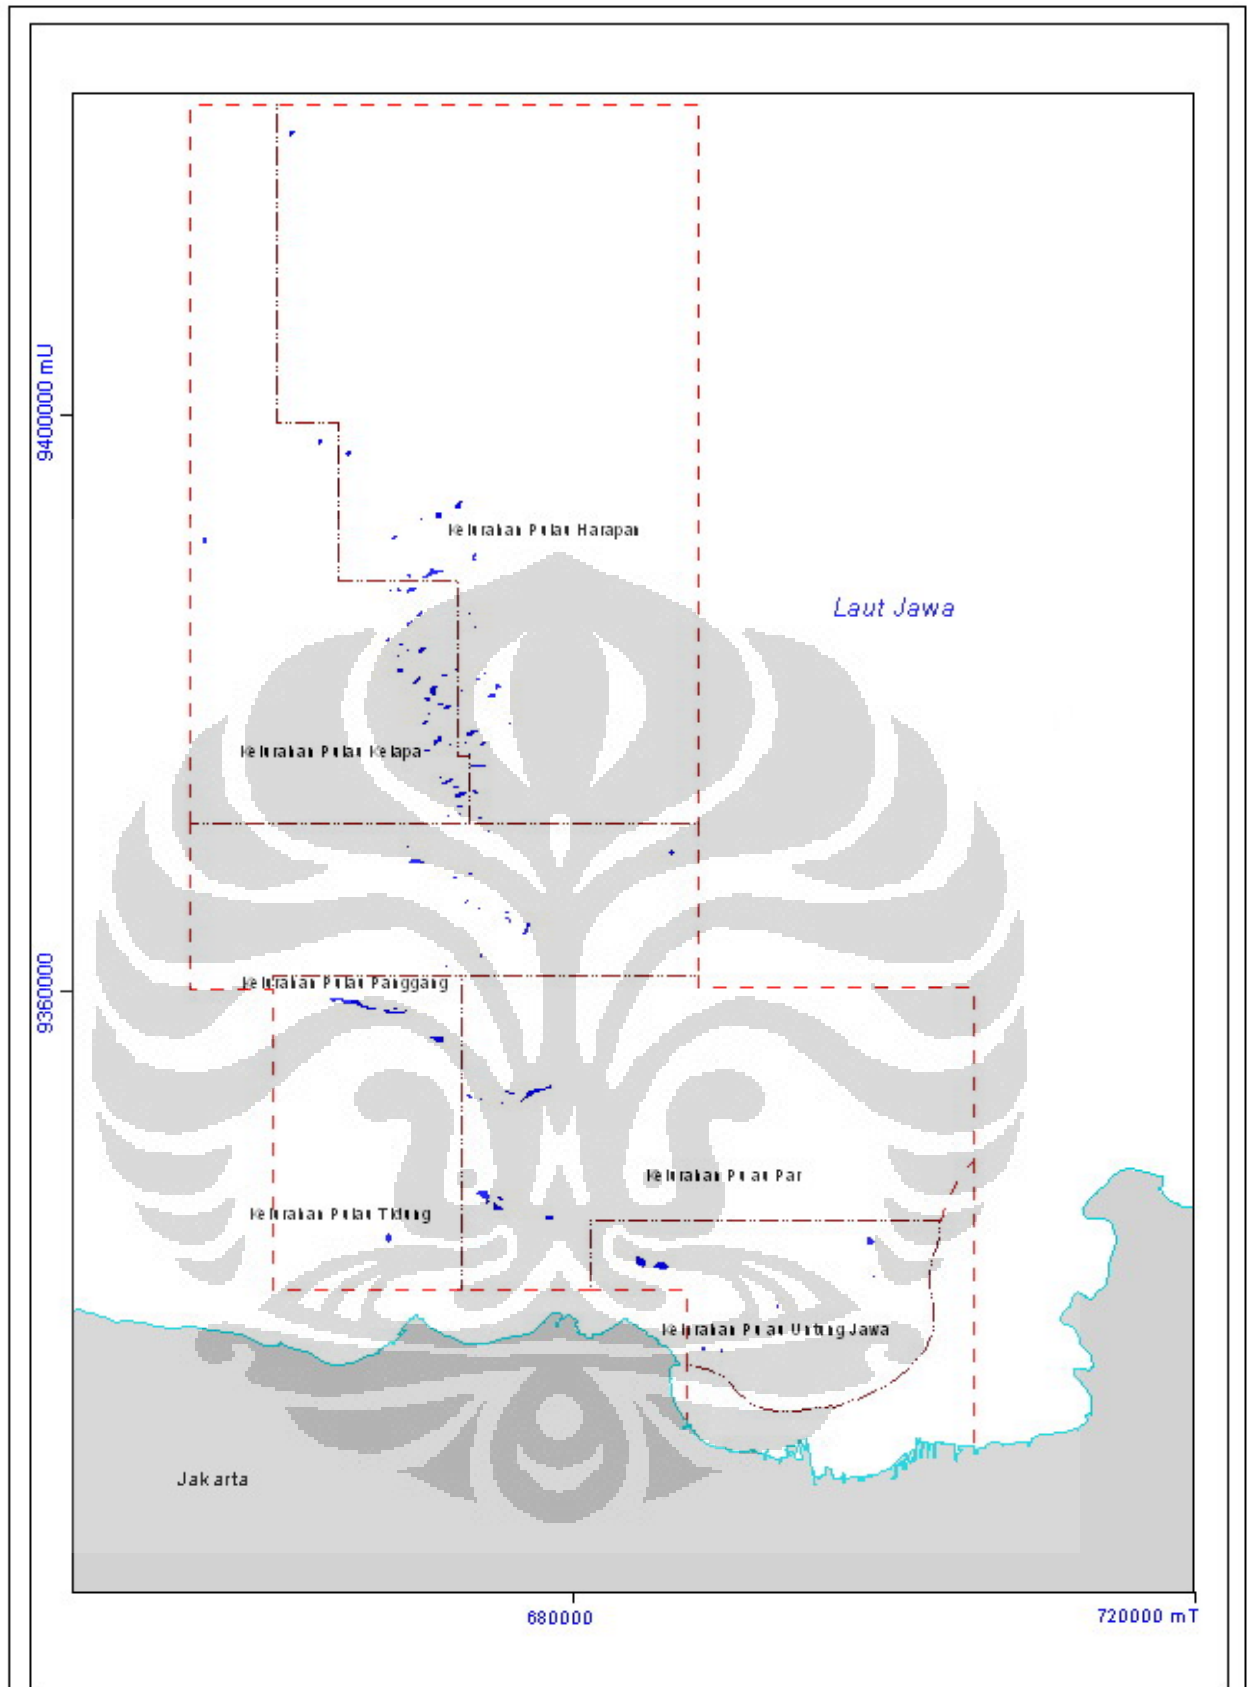 9400000 mU
Kelurahan Pulau Harapan
Laut Jawa
Kelurahan Pulau Kelapa
9360000
Kelurahan Pulau Panggang
Kelurahan Pulau Par
Kelurahan Pulau Tidung
Kelurahan Pulau Untung Jawa
Jakarta
680000
720000 mT